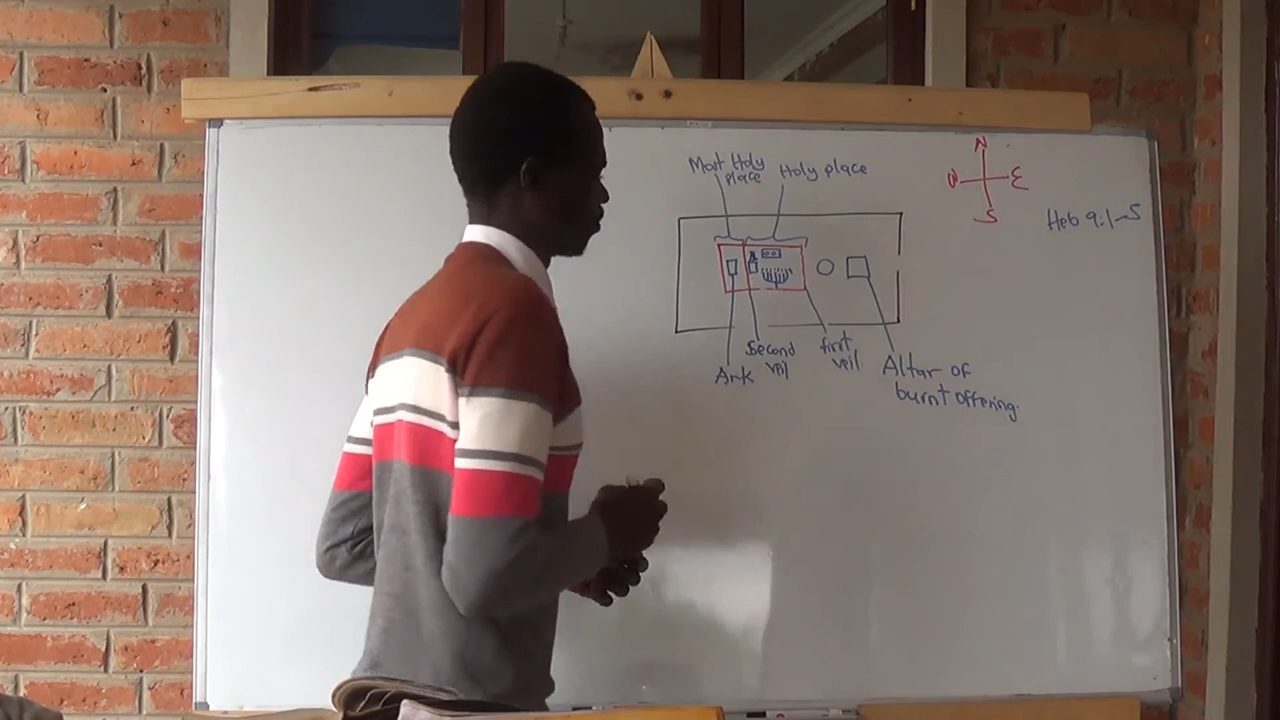 Most Holy
place
Holy place
N
W E
S
Heb 9:1-5
Second
veil
first
veil
Ark
Altar of
burnt offering.